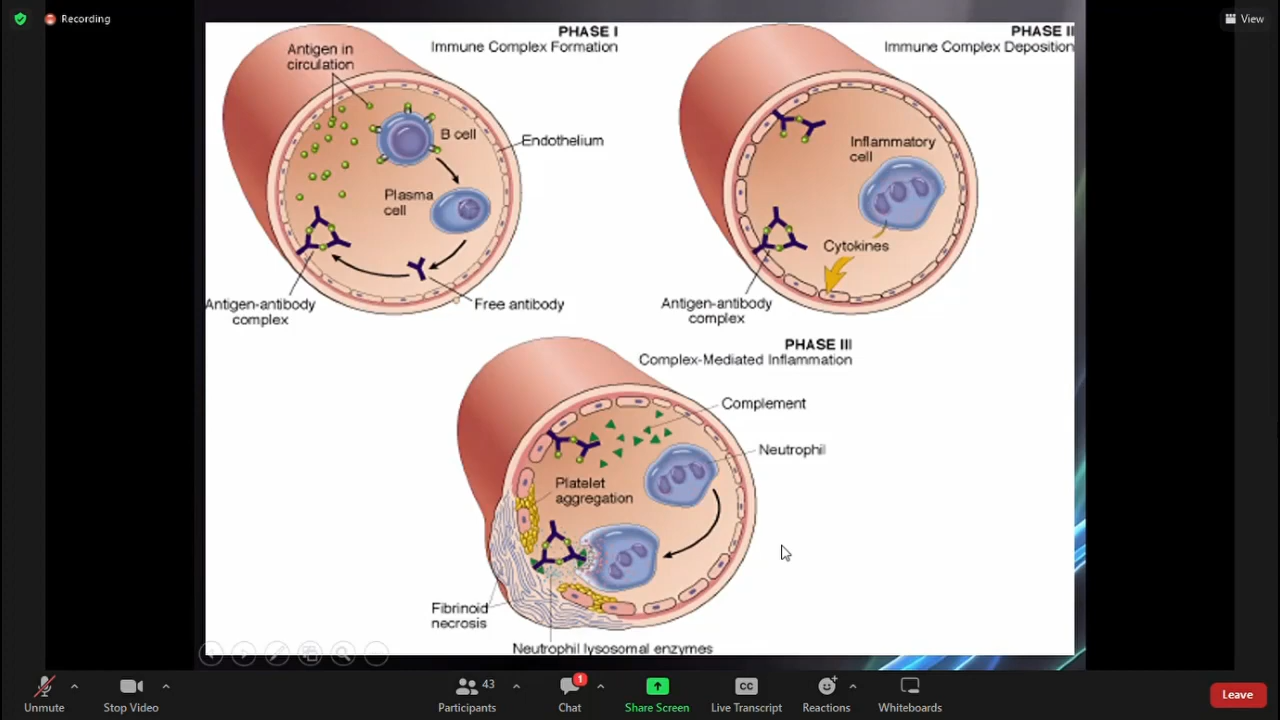 Recording
View
PHASE I
Immune Complex Formation
Antigen in
circulation
B cell
Endothelium
Plasma
cell
Antigen-antibody
complex
Free antibody
PHASE II
Immune Complex Deposition
Inflammatory
cell
Cytokines
Antigen-antibody
complex
PHASE III
Complex-Mediated Inflammation
Complement
Neutrophil
Platelet
aggregation
Fibrinoid
necrosis
Neutrophil lysosomal enzymes
Unmute
Stop Video
43
Participants
1
Chat
Share Screen
CC
Live Transcript
Reactions
Whiteboards
Leave